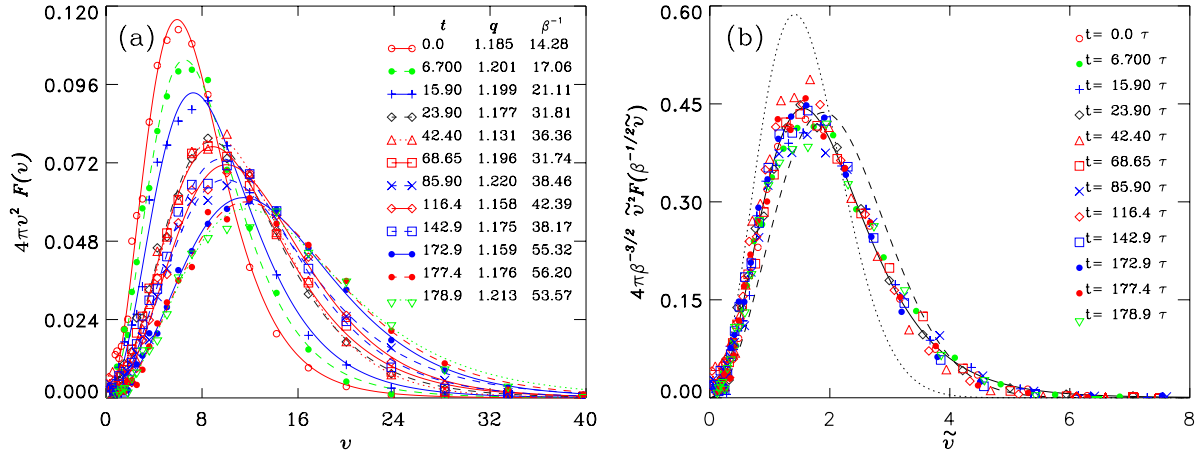 (a)
4πυ² F(υ)
0.120
0.096
0.072
0.048
0.024
0.000
0 8 16 24 32 40
υ
t q β⁻¹
0.0 1.185 14.28
6.700 1.201 17.06
15.90 1.199 21.11
23.90 1.177 31.81
42.40 1.131 36.36
68.65 1.196 31.74
85.90 1.220 38.46
116.4 1.158 42.39
142.9 1.175 38.17
172.9 1.159 55.32
177.4 1.176 56.20
178.9 1.213 53.57
(b)
4πβ⁻³ᐟ² υ̃²F(β⁻¹ᐟ²υ̃)
0.60
0.45
0.30
0.15
0.00
0 2 4 6 8
υ̃
t= 0.0 τ
t= 6.700 τ
t= 15.90 τ
t= 23.90 τ
t= 42.40 τ
t= 68.65 τ
t= 85.90 τ
t= 116.4 τ
t= 142.9 τ
t= 172.9 τ
t= 177.4 τ
t= 178.9 τ